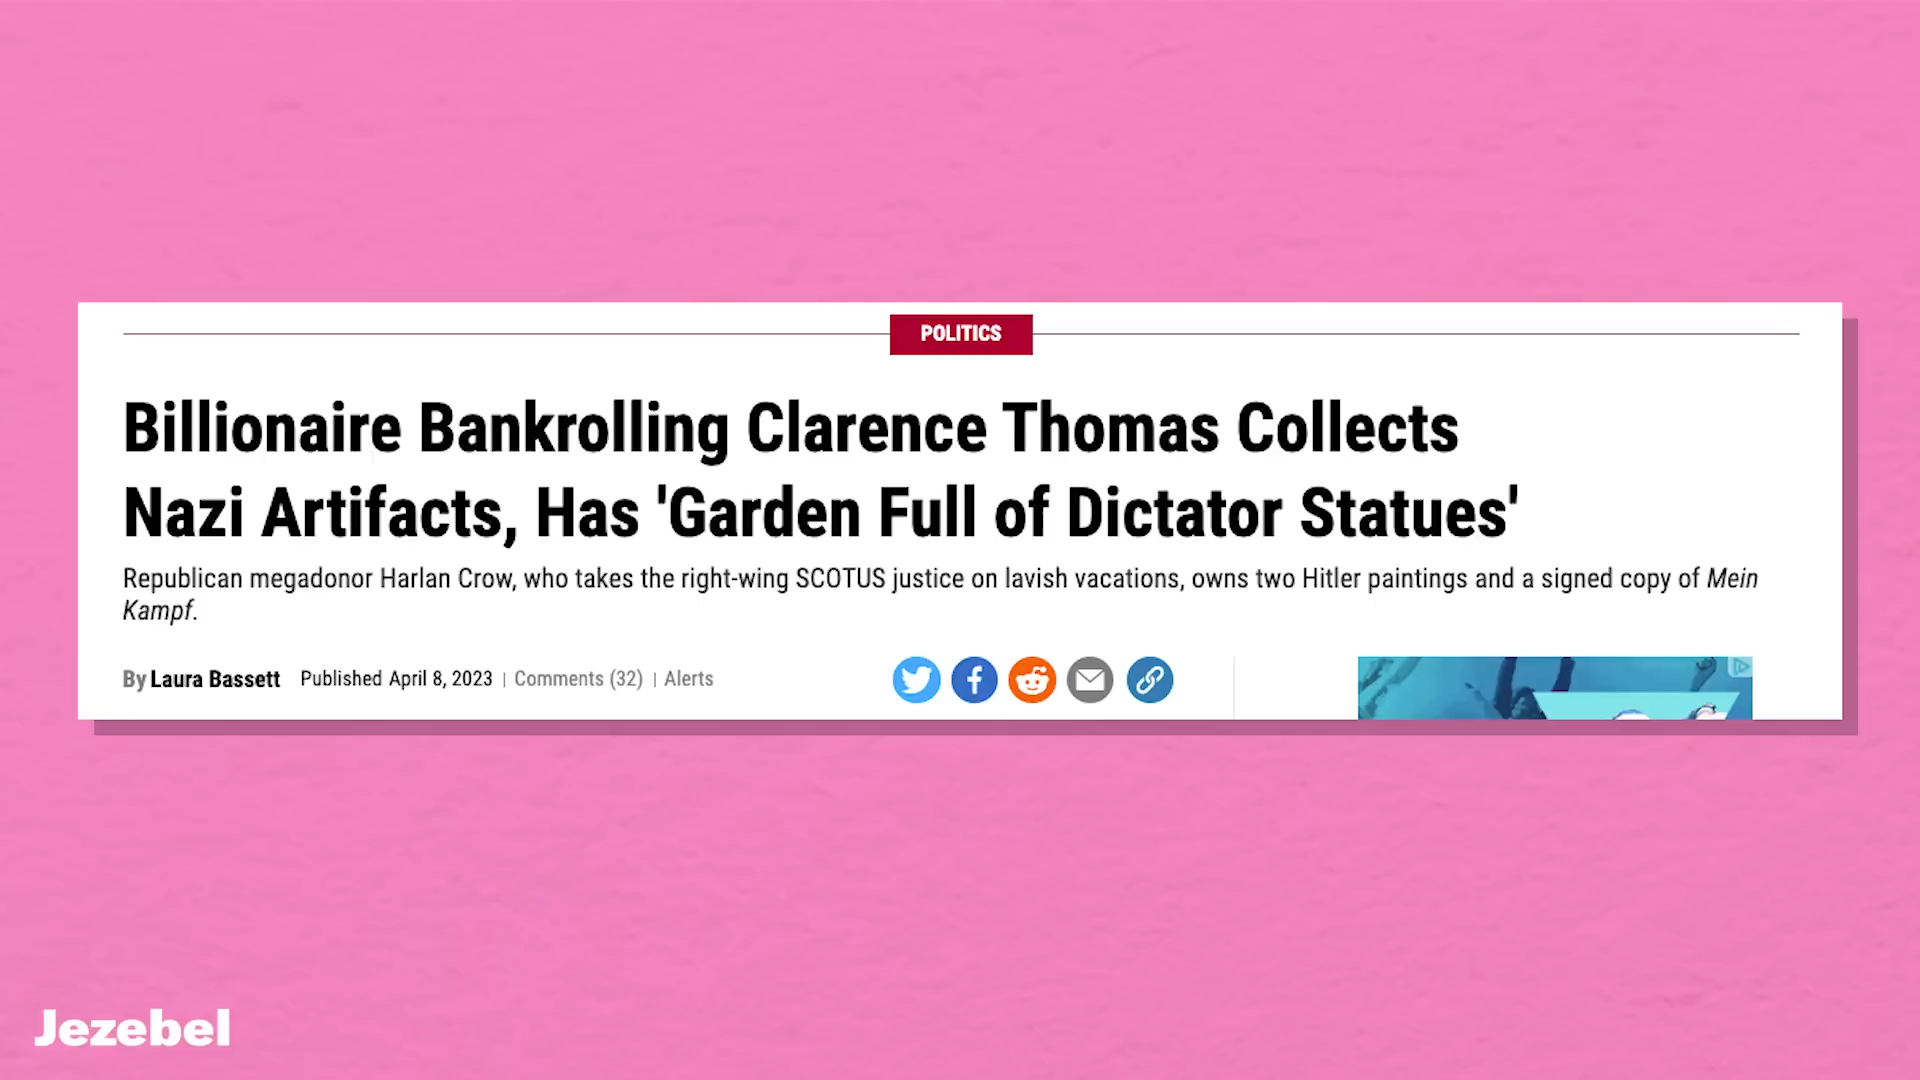 POLITICS
Billionaire Bankrolling Clarence Thomas Collects
Nazi Artifacts, Has 'Garden Full of Dictator Statues'
Republican megadonor Harlan Crow, who takes the right-wing SCOTUS justice on lavish vacations, owns two Hitler paintings and a signed copy of Mein
Kampf.
By Laura Bassett Published April 8, 2023 | Comments (32) | Alerts
Jezebel